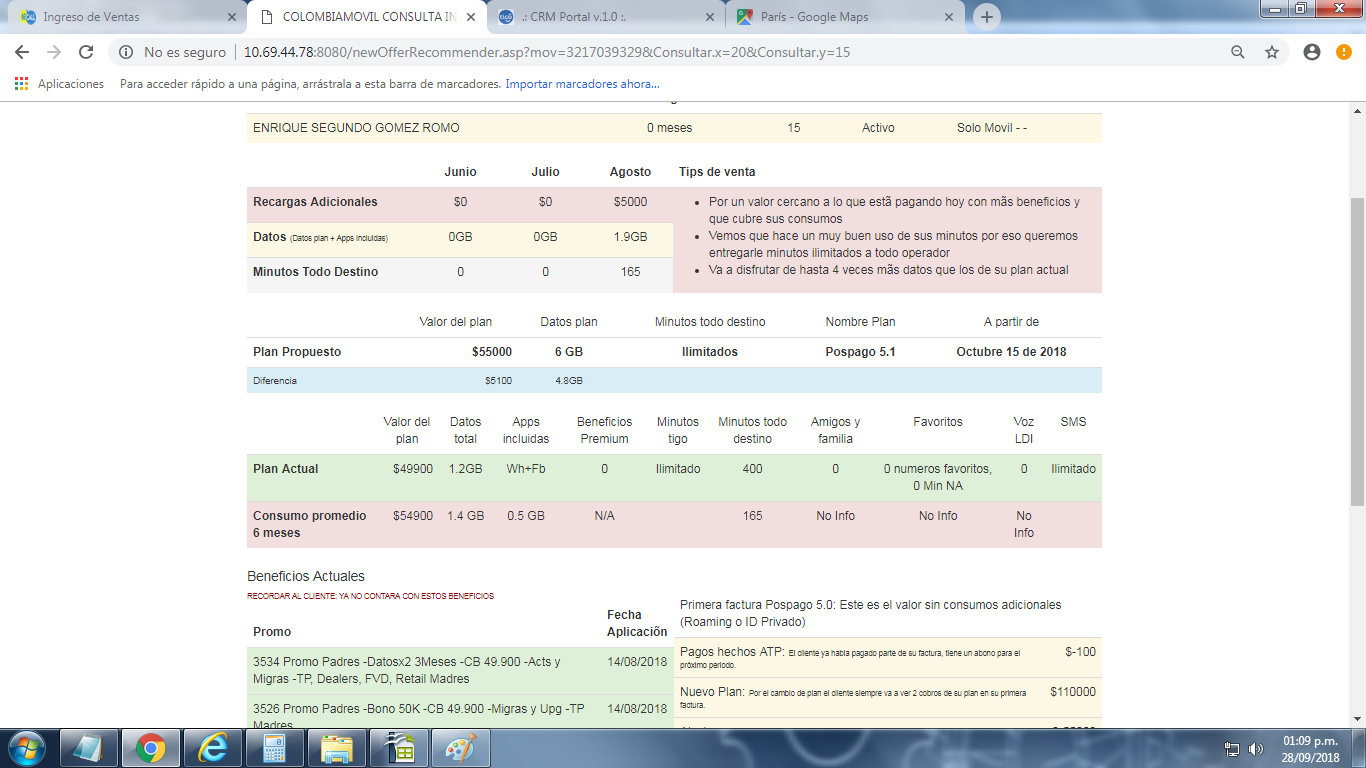 Ingreso de Ventas
COLOMBIAMOVIL CONSULTA IN
.: CRM Portal v.1.0 :.
París - Google Maps
No es seguro
10.69.44.78:8080/newOfferRecommender.asp?mov=3217039329&Consultar.x=20&Consultar.y=15
Aplicaciones
Para acceder rápido a una página, arrástrala a esta barra de marcadores. Importar marcadores ahora...
ENRIQUE SEGUNDO GOMEZ ROMO 0 meses 15 Activo Solo Movil - -
Junio Julio Agosto
Recargas Adicionales $0 $0 $5000
Datos (Datos plan + Apps incluidas) 0GB 0GB 1.9GB
Minutos Todo Destino 0 0 165
Tips de venta
• Por un valor cercano a lo que estã pagando hoy con mãs beneficios y
que cubre sus consumos
• Vemos que hace un muy buen uso de sus minutos por eso queremos
entregarle minutos ilimitados a todo operador
• Va a disfrutar de hasta 4 veces mãs datos que los de su plan actual
Valor del plan Datos plan Minutos todo destino Nombre Plan A partir de
Plan Propuesto $55000 6 GB Ilimitados Pospago 5.1 Octubre 15 de 2018
Diferencia $5100 4.8GB
Valor del Datos Apps Beneficios Minutos Minutos todo Amigos y Favoritos Voz SMS
plan total incluidas Premium tigo destino familia LDI
Plan Actual $49900 1.2GB Wh+Fb 0 Ilimitado 400 0 0 numeros favoritos, 0 Ilimitado
0 Min NA
Consumo promedio $54900 1.4 GB 0.5 GB N/A 165 No Info No Info No
6 meses Info
Beneficios Actuales
RECORDAR AL CLIENTE: YA NO CONTARA CON ESTOS BENEFICIOS
Fecha
Promo Aplicación
3534 Promo Padres -Datosx2 3Meses -CB 49.900 -Acts y 14/08/2018
Migras -TP, Dealers, FVD, Retail Madres
3526 Promo Padres -Bono 50K -CB 49.900 -Migras y Upg -TP 14/08/2018
Madres
Primera factura Pospago 5.0: Este es el valor sin consumos adicionales
(Roaming o ID Privado)
Pagos hechos ATP: El cliente ya habia pagado parte de su factura, tiene un abono para el $-100
próximo periodo.
Nuevo Plan: Por el cambio de plan el cliente siempre va a ver 2 cobros de su plan en su primera $110000
factura.
01:09 p.m.
28/09/2018